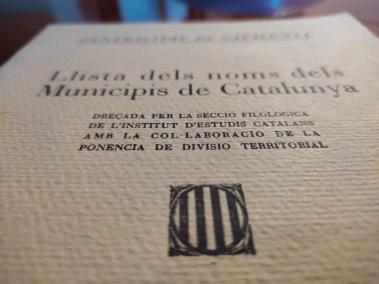 GENERALITAT DE CATALUNYA
Llista dels noms dels
Municipis de Catalunya
DREÇADA PER LA SECCIO FILOLOGICA
DE L'INSTITUT D'ESTUDIS CATALANS
AMB LA COL·LABORACIO DE LA
PONENCIA DE DIVISIO TERRITORIAL